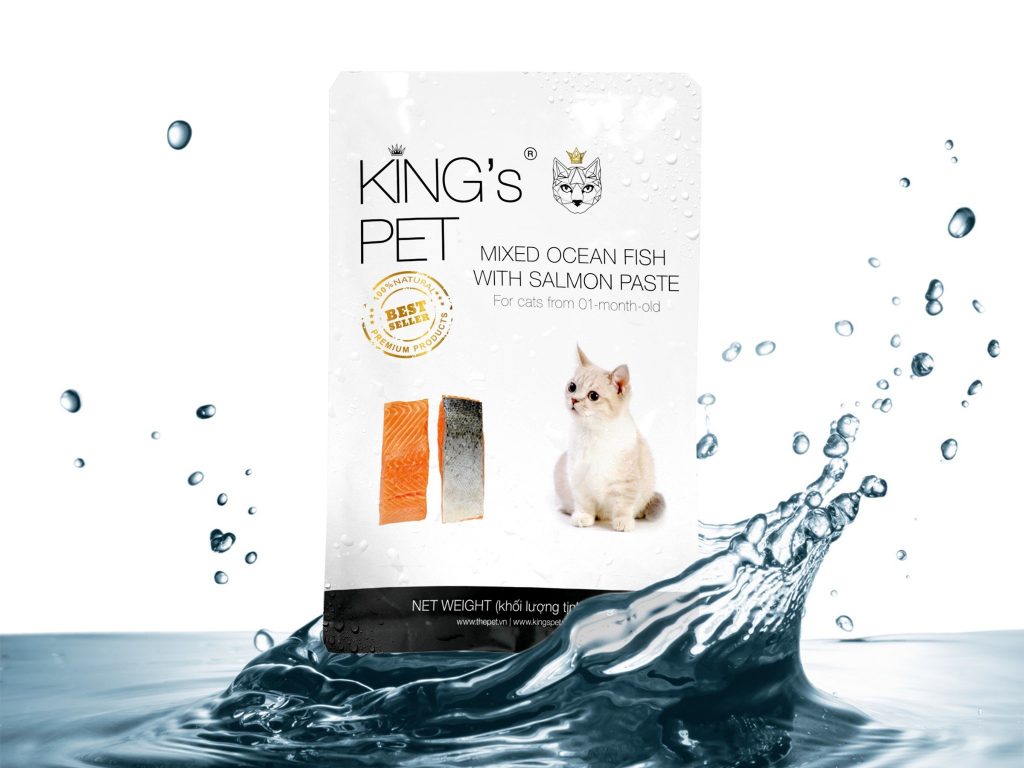 KING's ®
PET
MIXED OCEAN FISH
WITH SALMON PASTE
For cats from 01-month-old
100% NATURAL
BEST
SELLER
PREMIUM PRODUCTS
NET WEIGHT (khối lượng tịnh
www.thepet.vn | www.kingspet